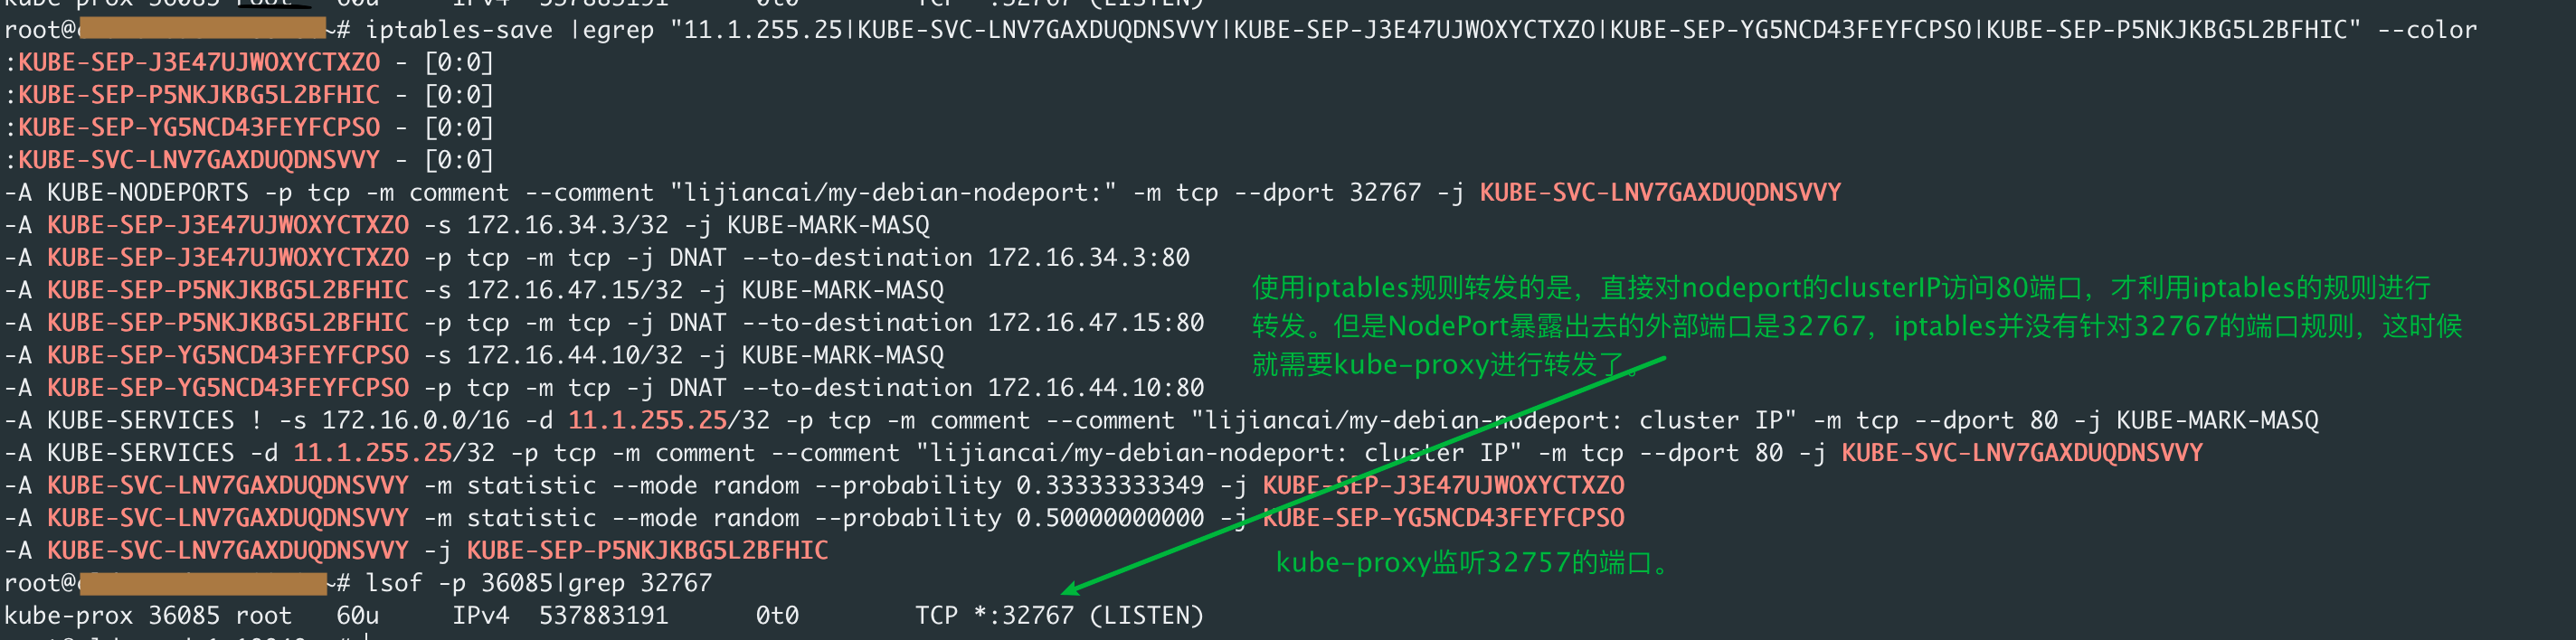 kube-prox 36085 root   60u     IPv4  537883191      0t0        TCP *:32767 (LISTEN)
root@ ~# iptables-save |egrep "11.1.255.25|KUBE-SVC-LNV7GAXDUQDNSVVY|KUBE-SEP-J3E47UJWOXYCTXZO|KUBE-SEP-YG5NCD43FEYFCPSO|KUBE-SEP-P5NKJKBG5L2BFHIC" --color
:KUBE-SEP-J3E47UJWOXYCTXZO - [0:0]
:KUBE-SEP-P5NKJKBG5L2BFHIC - [0:0]
:KUBE-SEP-YG5NCD43FEYFCPSO - [0:0]
:KUBE-SVC-LNV7GAXDUQDNSVVY - [0:0]
-A KUBE-NODEPORTS -p tcp -m comment --comment "lijiancai/my-debian-nodeport:" -m tcp --dport 32767 -j KUBE-SVC-LNV7GAXDUQDNSVVY
-A KUBE-SEP-J3E47UJWOXYCTXZO -s 172.16.34.3/32 -j KUBE-MARK-MASQ
-A KUBE-SEP-J3E47UJWOXYCTXZO -p tcp -m tcp -j DNAT --to-destination 172.16.34.3:80
-A KUBE-SEP-P5NKJKBG5L2BFHIC -s 172.16.47.15/32 -j KUBE-MARK-MASQ
-A KUBE-SEP-P5NKJKBG5L2BFHIC -p tcp -m tcp -j DNAT --to-destination 172.16.47.15:80
-A KUBE-SEP-YG5NCD43FEYFCPSO -s 172.16.44.10/32 -j KUBE-MARK-MASQ
-A KUBE-SEP-YG5NCD43FEYFCPSO -p tcp -m tcp -j DNAT --to-destination 172.16.44.10:80
使用iptables规则转发的是，直接对nodeport的clusterIP访问80端口，才利用iptables的规则进行
转发。但是NodePort暴露出去的外部端口是32767，iptables并没有针对32767的端口规则，这时候
就需要kube-proxy进行转发了。
-A KUBE-SERVICES ! -s 172.16.0.0/16 -d 11.1.255.25/32 -p tcp -m comment --comment "lijiancai/my-debian-nodeport: cluster IP" -m tcp --dport 80 -j KUBE-MARK-MASQ
-A KUBE-SERVICES -d 11.1.255.25/32 -p tcp -m comment --comment "lijiancai/my-debian-nodeport: cluster IP" -m tcp --dport 80 -j KUBE-SVC-LNV7GAXDUQDNSVVY
-A KUBE-SVC-LNV7GAXDUQDNSVVY -m statistic --mode random --probability 0.33333333349 -j KUBE-SEP-J3E47UJWOXYCTXZO
-A KUBE-SVC-LNV7GAXDUQDNSVVY -m statistic --mode random --probability 0.50000000000 -j KUBE-SEP-YG5NCD43FEYFCPSO
-A KUBE-SVC-LNV7GAXDUQDNSVVY -j KUBE-SEP-P5NKJKBG5L2BFHIC
kube-proxy监听32757的端口。
root@ ~# lsof -p 36085|grep 32767
kube-prox 36085 root   60u     IPv4  537883191      0t0        TCP *:32767 (LISTEN)